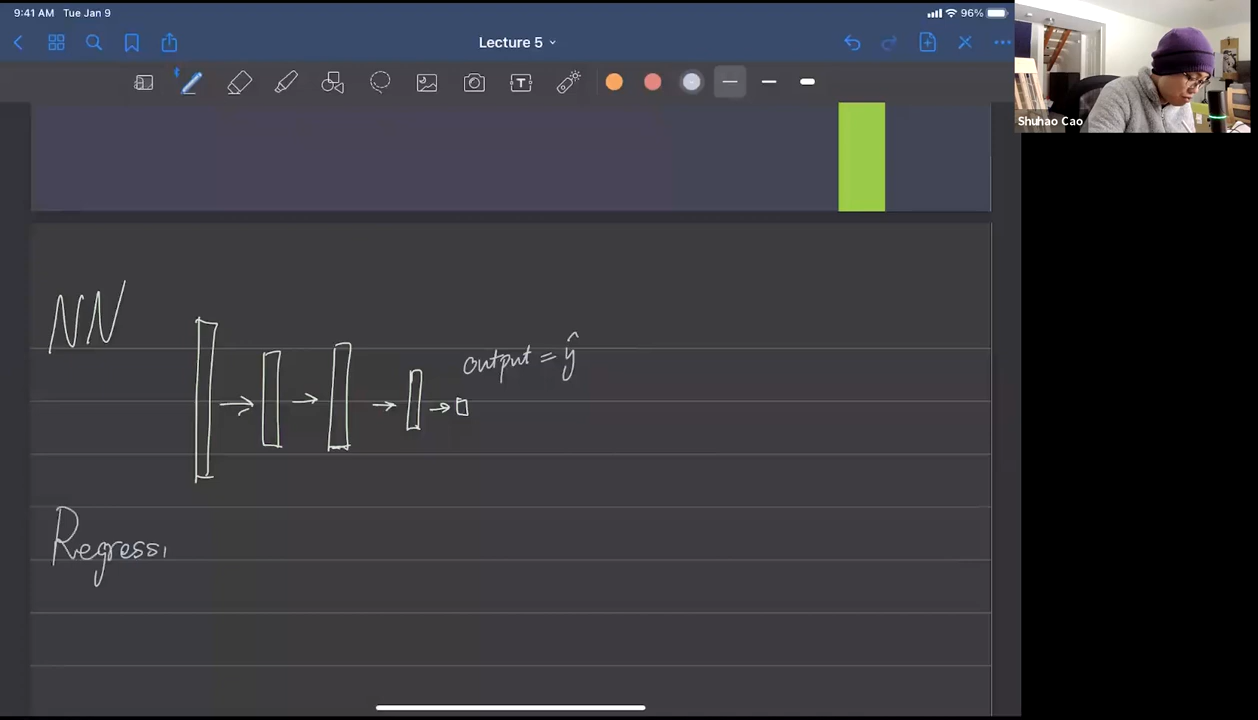 9:41 AM Tue Jan 9
96%
Lecture 5
Shuhao Cao
NN
output = ŷ
Regressi